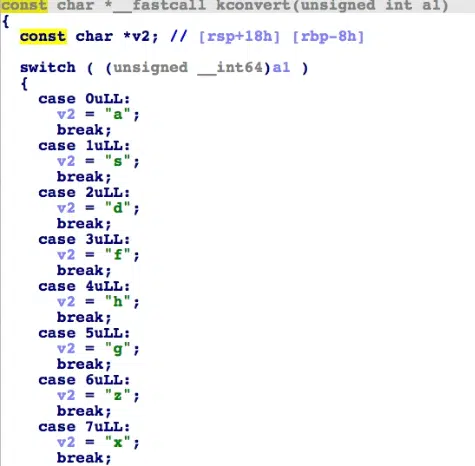 const char *__fastcall kconvert(unsigned int a1)
{
const char *v2; // [rsp+18h] [rbp-8h]
switch ( (unsigned __int64)a1 )
{
case 0uLL:
v2 = "a";
break;
case 1uLL:
v2 = "s";
break;
case 2uLL:
v2 = "d";
break;
case 3uLL:
v2 = "f";
break;
case 4uLL:
v2 = "h";
break;
case 5uLL:
v2 = "g";
break;
case 6uLL:
v2 = "z";
break;
case 7uLL:
v2 = "x";
break;